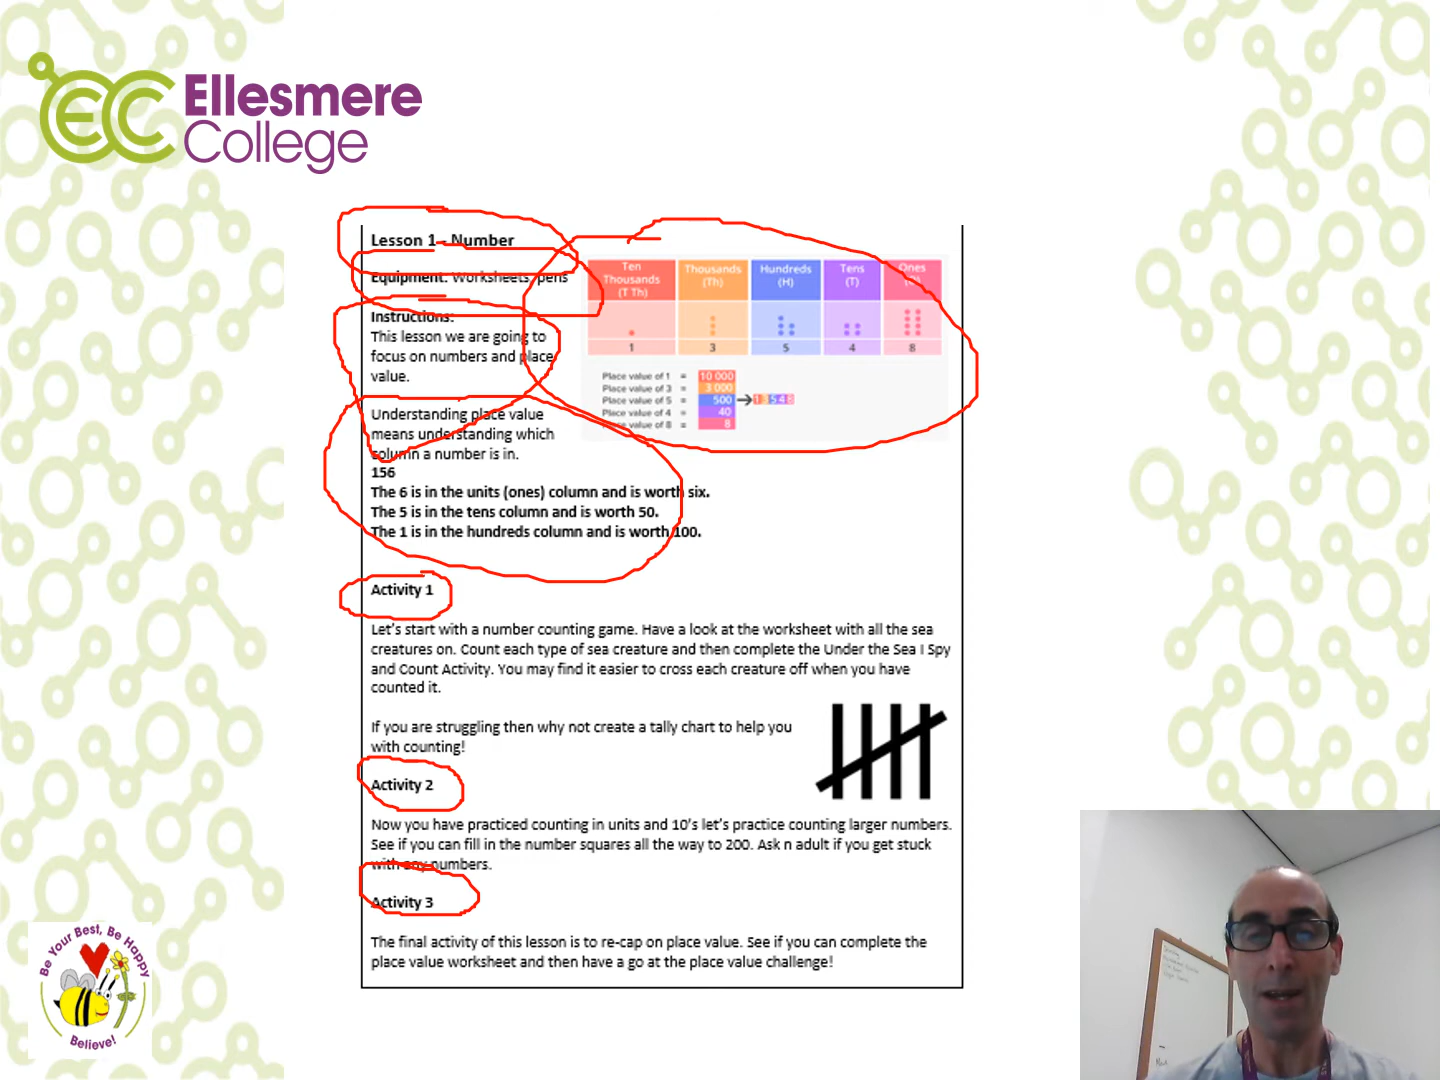 Ellesmere
College
Lesson 1 - Number
Equipment: Worksheets, pens
Instructions:
This lesson we are going to
focus on numbers and place
value.
Understanding place value
means understanding which
column a number is in.
156
The 6 is in the units (ones) column and is worth six.
The 5 is in the tens column and is worth 50.
The 1 is in the hundreds column and is worth 100.
Ten Thousands (T Th) Thousands (Th) Hundreds (H) Tens (T) Ones
1 3 5 4 8
Place value of 1 = 10 000
Place value of 3 = 3 000
Place value of 5 = 500 → 13548
Place value of 4 = 40
Place value of 8 = 8
Activity 1
Let's start with a number counting game. Have a look at the worksheet with all the sea
creatures on. Count each type of sea creature and then complete the Under the Sea I Spy
and Count Activity. You may find it easier to cross each creature off when you have
counted it.
If you are struggling then why not create a tally chart to help you
with counting!
Activity 2
Now you have practiced counting in units and 10's let's practice counting larger numbers.
See if you can fill in the number squares all the way to 200. Ask n adult if you get stuck
with any numbers.
Activity 3
The final activity of this lesson is to re-cap on place value. See if you can complete the
place value worksheet and then have a go at the place value challenge!
Be Your Best, Be Happy
Believe!